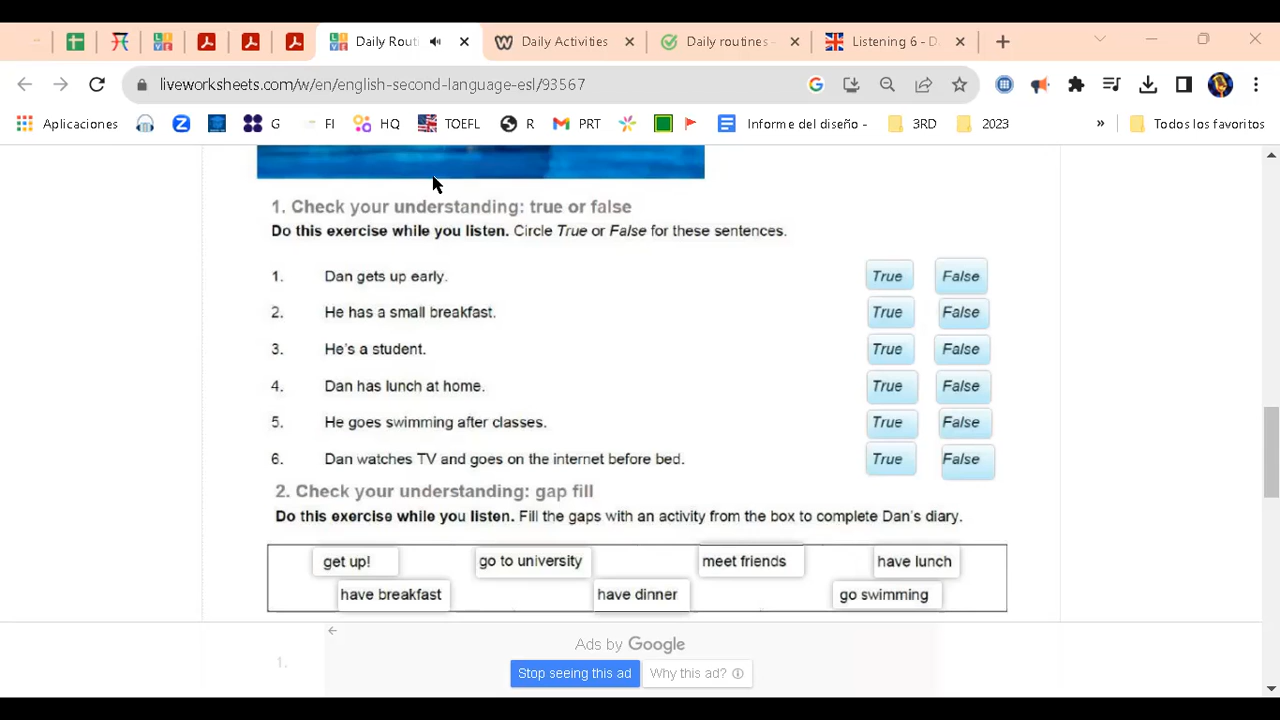 Daily Rout
Daily Activities
Daily routines -
Listening 6 - D
liveworksheets.com/w/en/english-second-language-esl/93567
Aplicaciones
G
FI
HQ
TOEFL
R
PRT
Informe del diseño
3RD
2023
»
Todos los favoritos
1. Check your understanding: true or false
Do this exercise while you listen. Circle True or False for these sentences.
1. Dan gets up early. True False
2. He has a small breakfast. True False
3. He's a student. True False
4. Dan has lunch at home. True False
5. He goes swimming after classes. True False
6. Dan watches TV and goes on the internet before bed. True False
2. Check your understanding: gap fill
Do this exercise while you listen. Fill the gaps with an activity from the box to complete Dan's diary.
get up! go to university meet friends have lunch
have breakfast have dinner go swimming
Ads by Google
1.
Stop seeing this ad Why this ad?